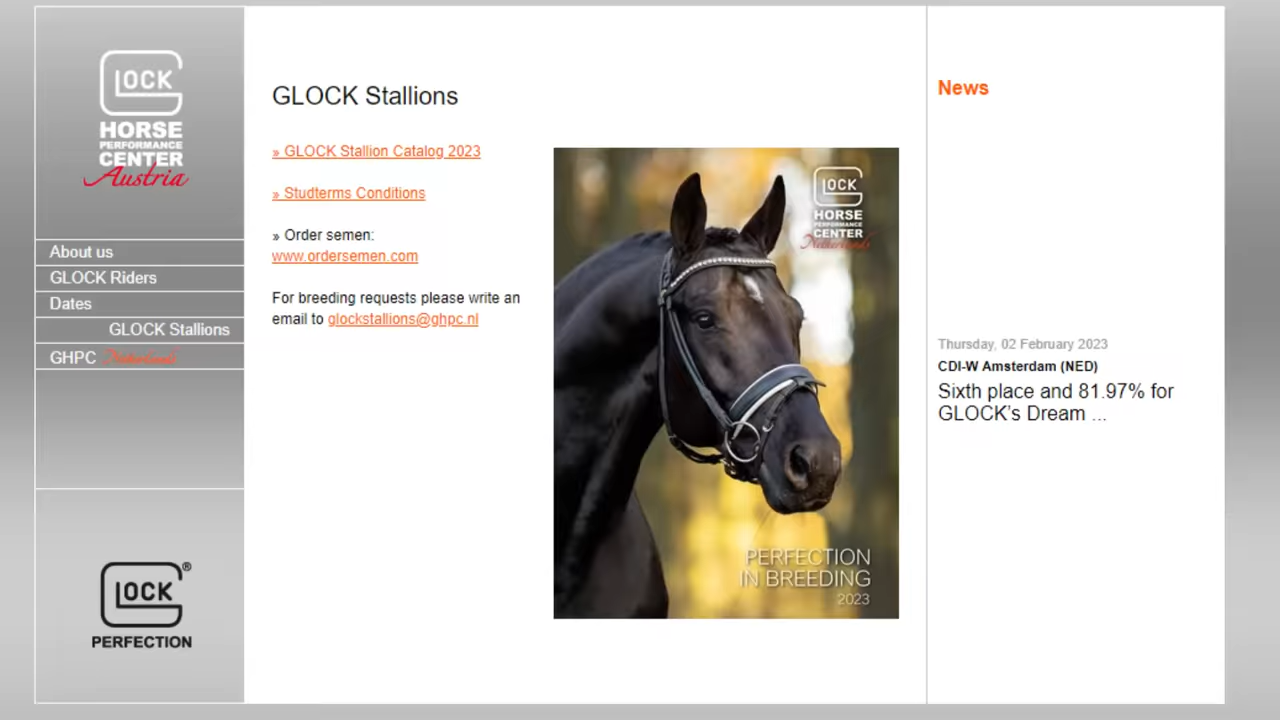 GLOCK
HORSE
PERFORMANCE
CENTER
Austria
About us
GLOCK Riders
Dates
GLOCK Stallions
GHPC Netherlands
GLOCK®
PERFECTION
GLOCK Stallions
» GLOCK Stallion Catalog 2023
» Studterms Conditions
» Order semen:
www.ordersemen.com
For breeding requests please write an
email to glockstallions@ghpc.nl
GLOCK
HORSE
PERFORMANCE
CENTER
Netherlands
PERFECTION
IN BREEDING
2023
News
Thursday, 02 February 2023
CDI-W Amsterdam (NED)
Sixth place and 81.97% for
GLOCK’s Dream ...